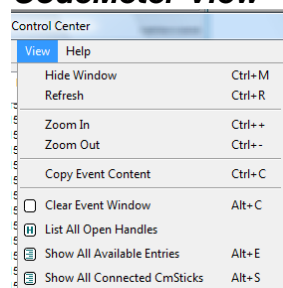 Control Center
View Help
Hide Window Ctrl+M
Refresh Ctrl+R
Zoom In Ctrl++
Zoom Out Ctrl+-
Copy Event Content Ctrl+C
Clear Event Window Alt+C
H List All Open Handles
Show All Available Entries Alt+E
Show All Connected CmSticks Alt+S